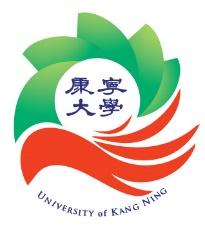 康寧
大學
UNIVERSITY of KANG NING